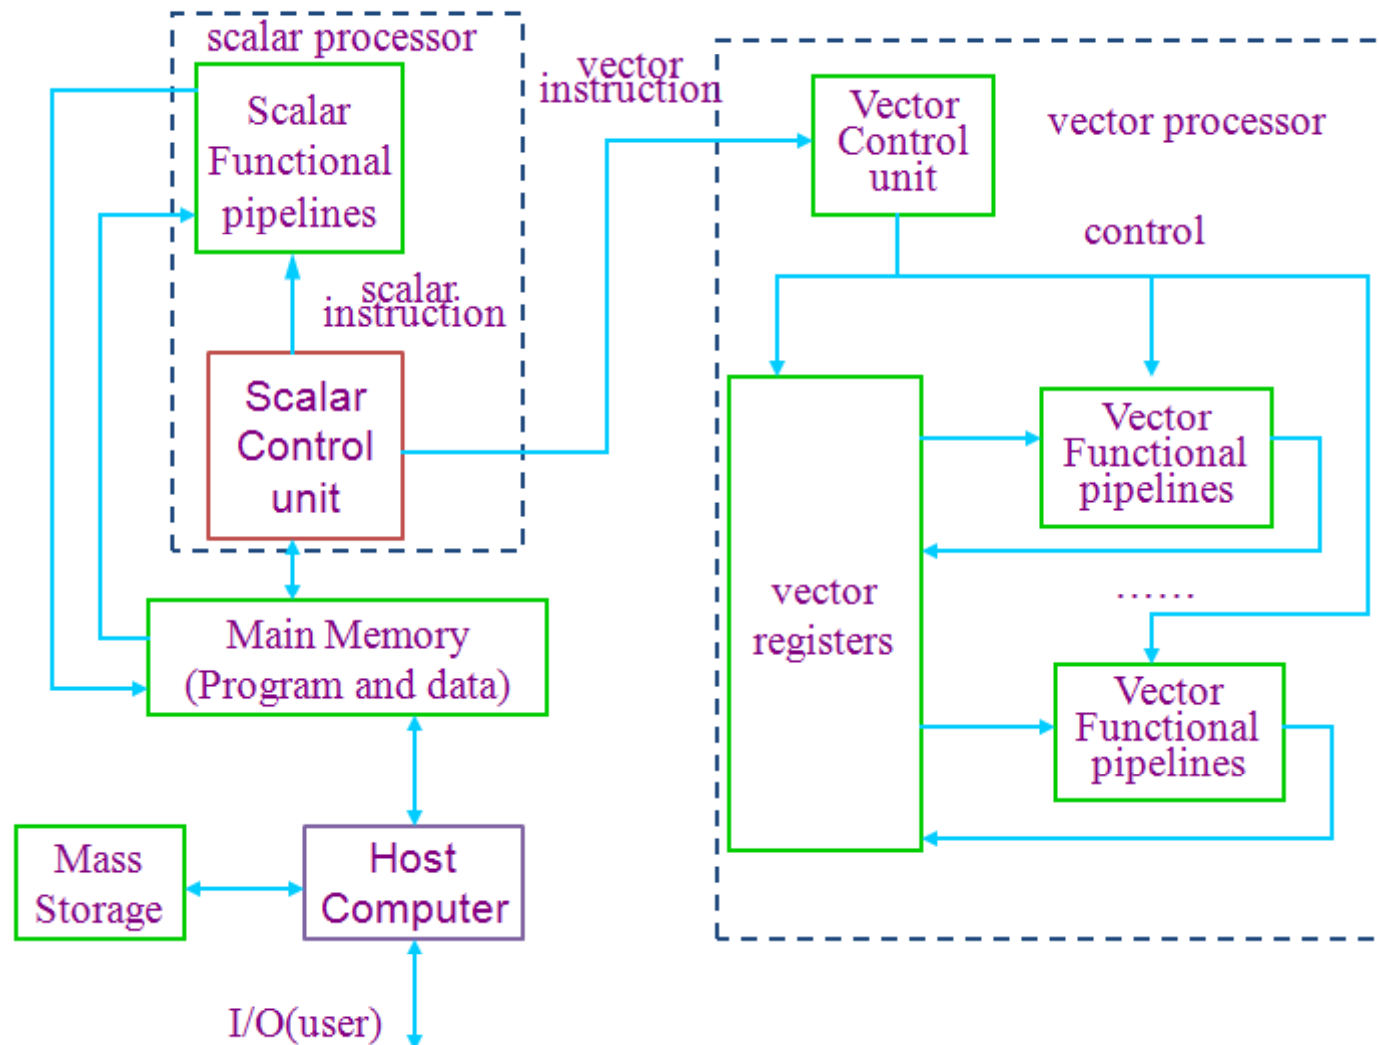 scalar processor
Scalar
Functional
pipelines
scalar
instruction
Scalar
Control
unit
Main Memory
(Program and data)
Mass
Storage
Host
Computer
I/O(user)
vector
instruction
Vector
Control
unit
vector processor
control
vector
registers
Vector
Functional
pipelines
......
Vector
Functional
pipelines